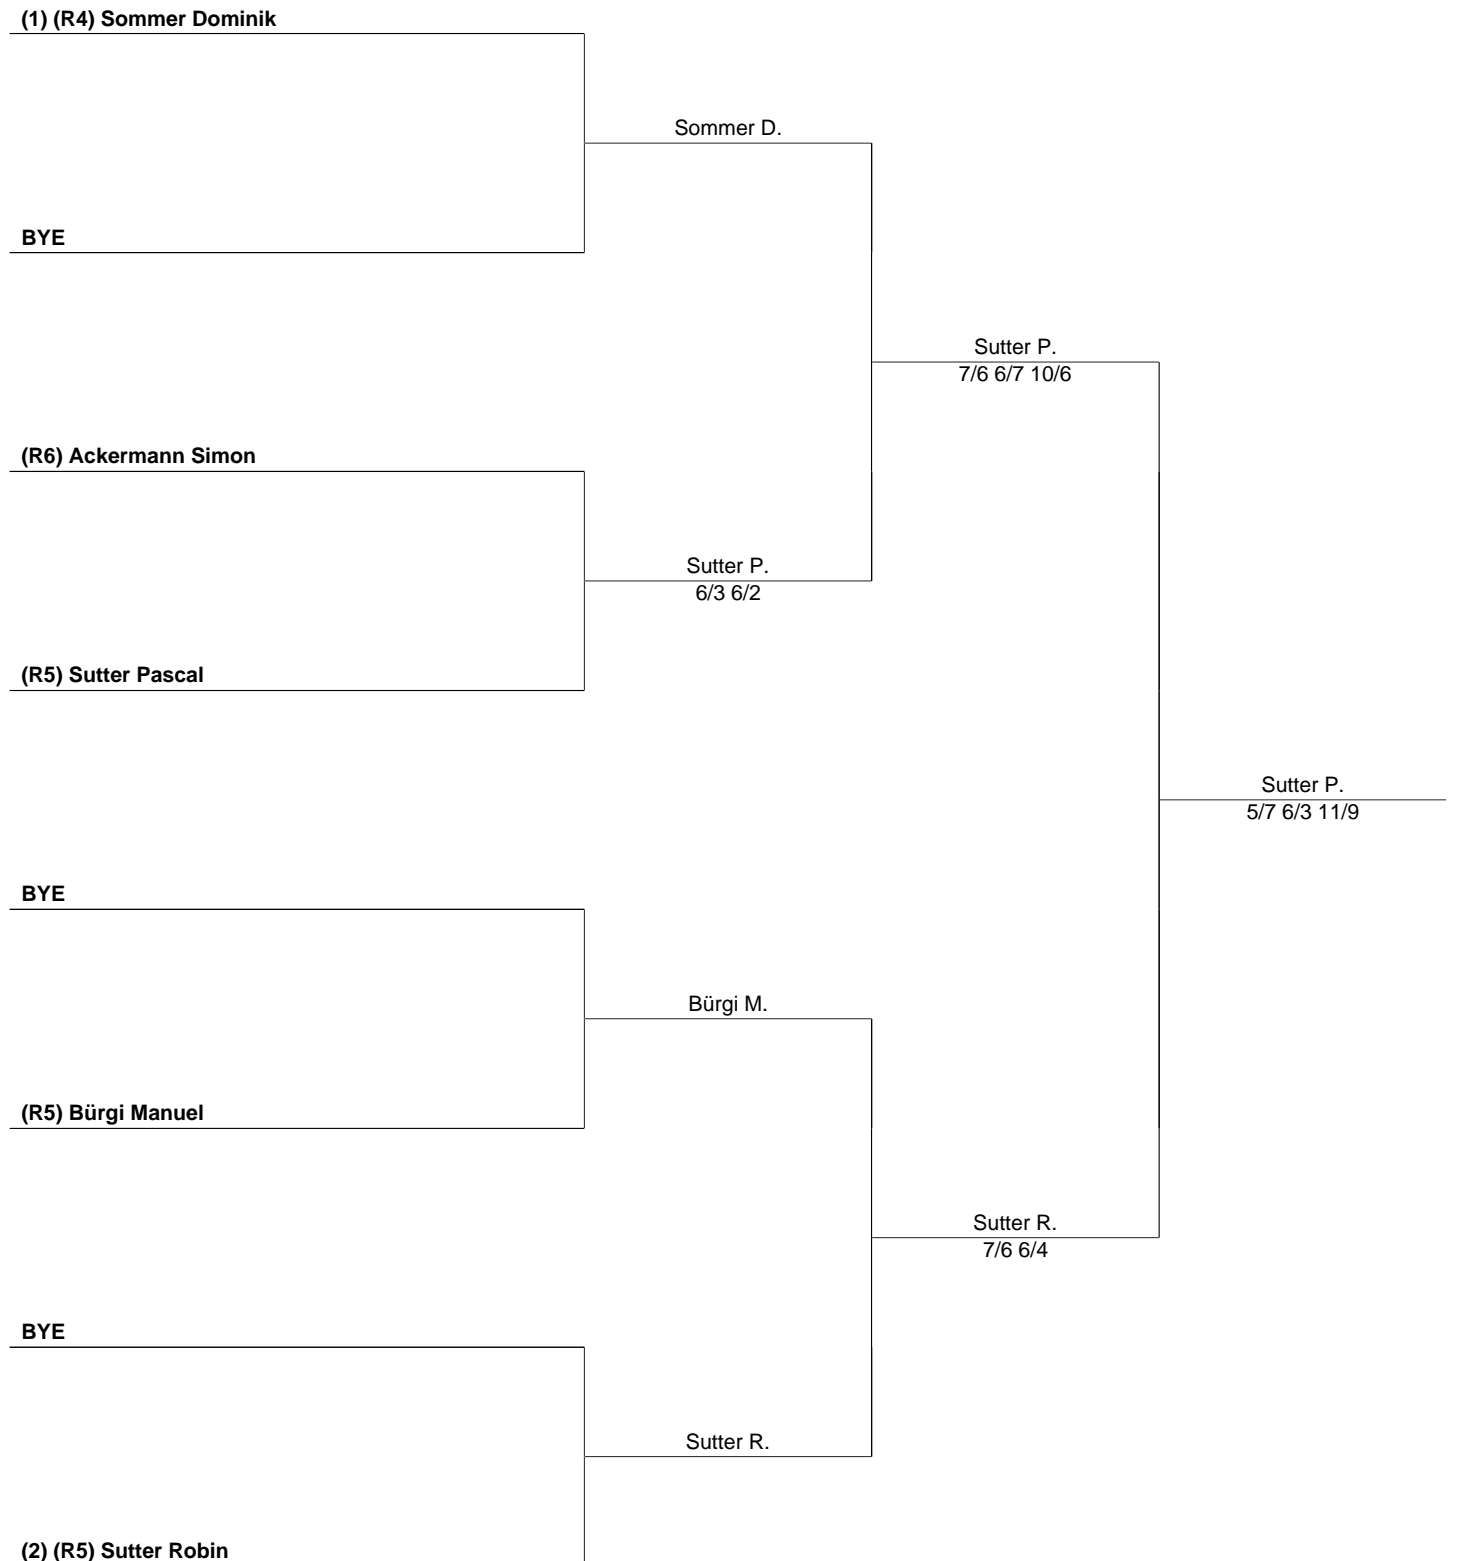 (1) (R4) Sommer Dominik
Sommer D.
BYE
Sutter P.
7/6 6/7 10/6
(R6) Ackermann Simon
Sutter P.
6/3 6/2
(R5) Sutter Pascal
Sutter P.
5/7 6/3 11/9
BYE
Bürgi M.
(R5) Bürgi Manuel
Sutter R.
7/6 6/4
BYE
Sutter R.
(2) (R5) Sutter Robin